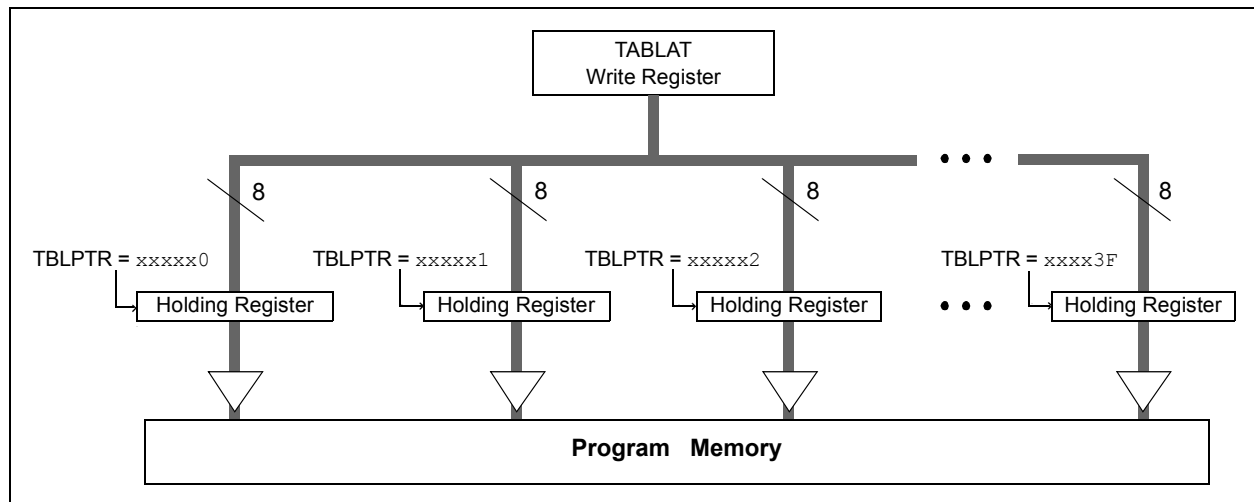 TABLAT
Write Register
8 8 8 8
TBLPTR = xxxxx0 TBLPTR = xxxxx1 TBLPTR = xxxxx2 TBLPTR = xxxx3F
Holding Register Holding Register Holding Register Holding Register
Program Memory